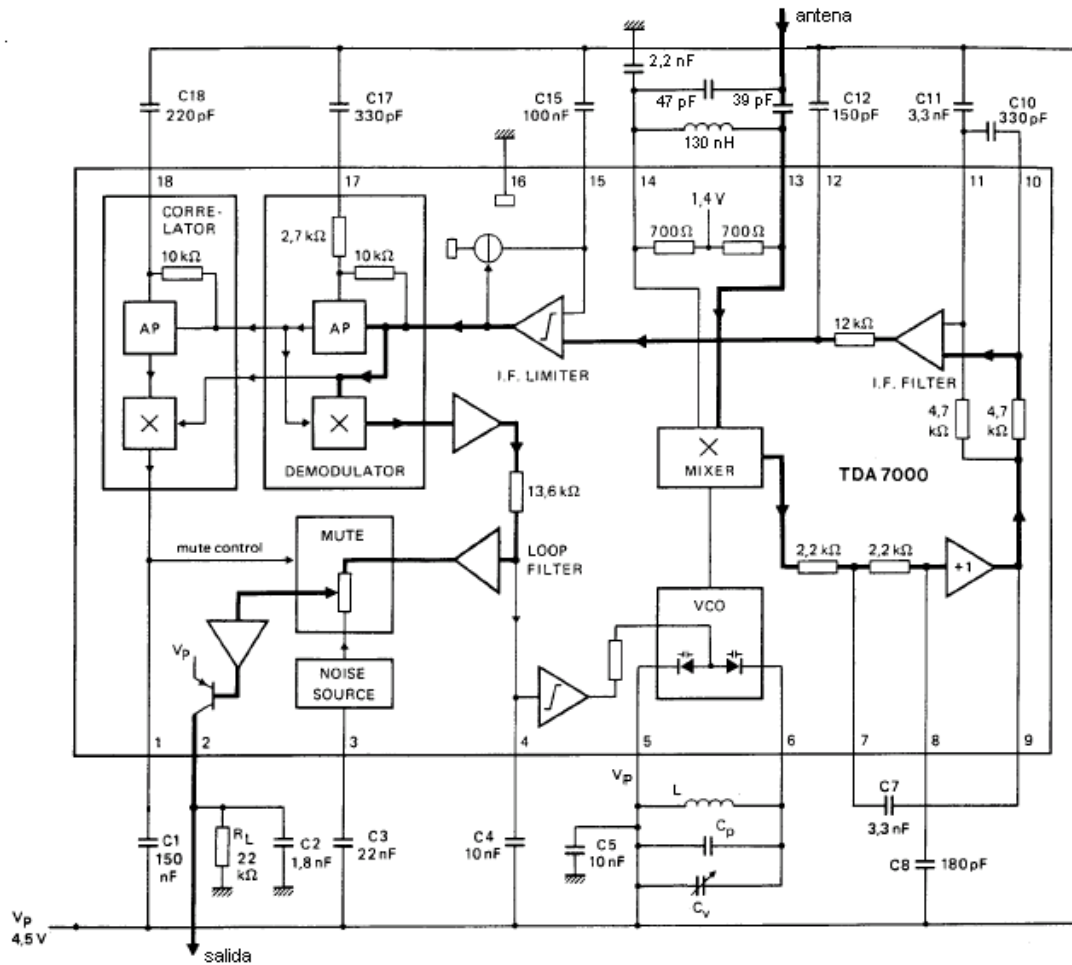 antena
2,2 nF
47 pF
39 pF
130 nH
C18
220 pF
C17
330 pF
C15
100 nF
C12
150 pF
C11
3,3 nF
C10
330 pF
18
17
16
15
14
13
12
11
10
CORRE-
LATOR
10 kΩ
AP
2,7 kΩ
10 kΩ
AP
DEMODULATOR
I.F. LIMITER
1,4 V
700 Ω
700 Ω
12 kΩ
I.F. FILTER
4,7
kΩ
4,7
kΩ
MIXER
TDA7000
13,6 kΩ
LOOP
FILTER
mute control
MUTE
NOISE
SOURCE
VP
VCO
2,2 kΩ
2,2 kΩ
+1
1
2
3
4
5
6
7
8
9
C1
150
nF
RL
22
kΩ
C2
1,8 nF
C3
22 nF
C4
10 nF
C5
10 nF
VP
L
Cp
Cv
C7
3,3 nF
C8
180 pF
VP
4,5 V
salida